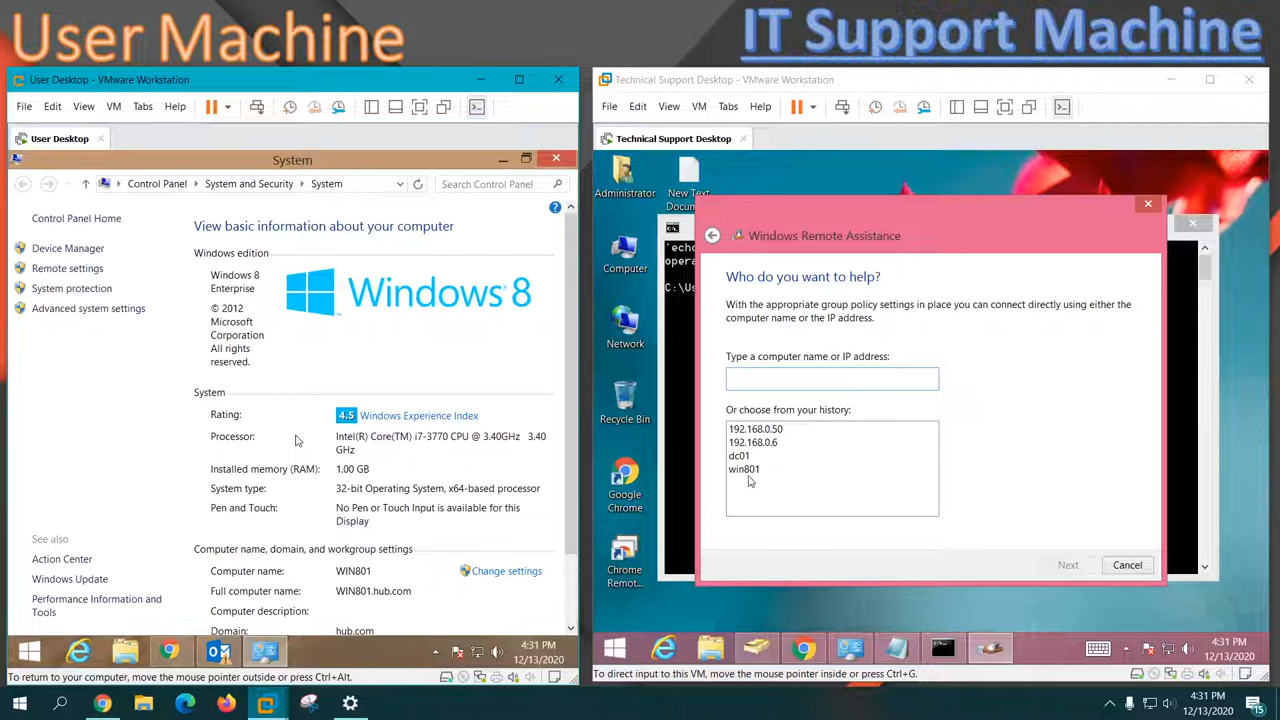 User Machine
IT Support Machine
User Desktop - VMware Workstation
File Edit View VM Tabs Help
User Desktop
System
Control Panel System and Security System
Search Control Panel
Control Panel Home
Device Manager
Remote settings
System protection
Advanced system settings
See also
Action Center
Windows Update
Performance Information and
Tools
View basic information about your computer
Windows edition
Windows 8
Enterprise
© 2012
Microsoft
Corporation
All rights
reserved.
Windows 8
System
Rating: 4.5 Windows Experience Index
Processor: Intel(R) Core(TM) i7-3770 CPU @ 3.40GHz 3.40
GHz
Installed memory (RAM): 1.00 GB
System type: 32-bit Operating System, x64-based processor
Pen and Touch: No Pen or Touch Input is available for this
Display
Computer name, domain, and workgroup settings
Computer name: WIN801 Change settings
Full computer name: WIN801.hub.com
Computer description:
Domain: hub.com
4:31 PM
12/13/2020
To return to your computer, move the mouse pointer outside or press Ctrl+Alt.
Technical Support Desktop - VMware Workstation
File Edit View VM Tabs Help
Technical Support Desktop
Administrator
New Text
Docum
Computer
Network
Recycle Bin
Google
Chrome
Chrome
Remot...
'echo
opera
C:\Us
Windows Remote Assistance
Who do you want to help?
With the appropriate group policy settings in place you can connect directly using either the
computer name or the IP address.
Type a computer name or IP address:
Or choose from your history:
192.168.0.50
192.168.0.6
dc01
win801
Next Cancel
4:31 PM
12/13/2020
To direct input to this VM, move the mouse pointer inside or press Ctrl+G.
4:31 PM
12/13/2020
15